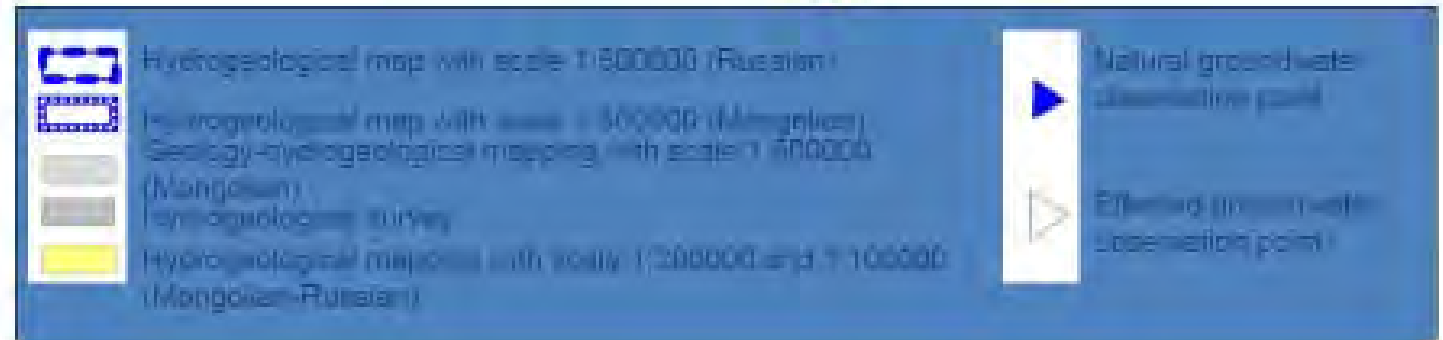 Hydrogeological map with scale 1:500000 (Russian)
Hydrogeological map with scale 1:500000 (Mongolian)
Geology-hydrogeological mapping with scale 1:500000
(Mongolian)
Hydrogeological survey
Hydrogeological mapping with scale 1:200000 and 1:100000
(Mongolian-Russian)
Natural groundwater
observation point
Effected groundwater
observation point